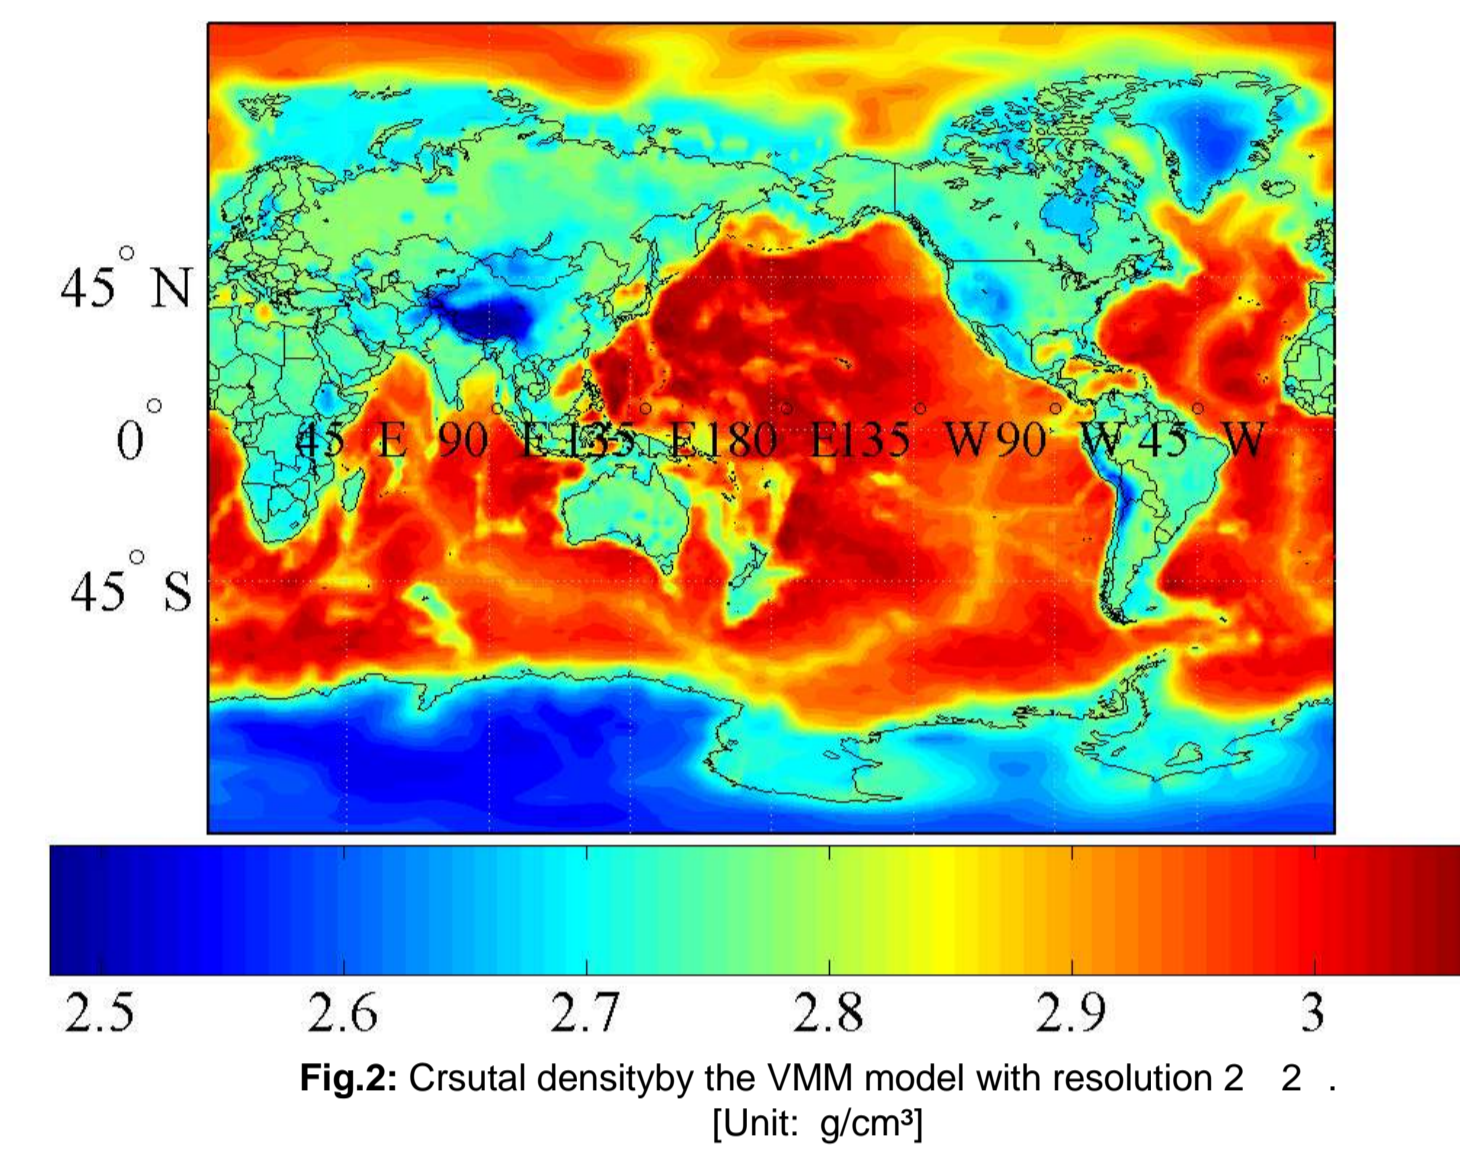 45° N
0°
45 E 90 E 135 E 180 E 135 W 90 W 45 W
45° S
2.5 2.6 2.7 2.8 2.9 3
Fig.2: Crsutal densityby the VMM model with resolution 2 2 .
[Unit: g/cm³]